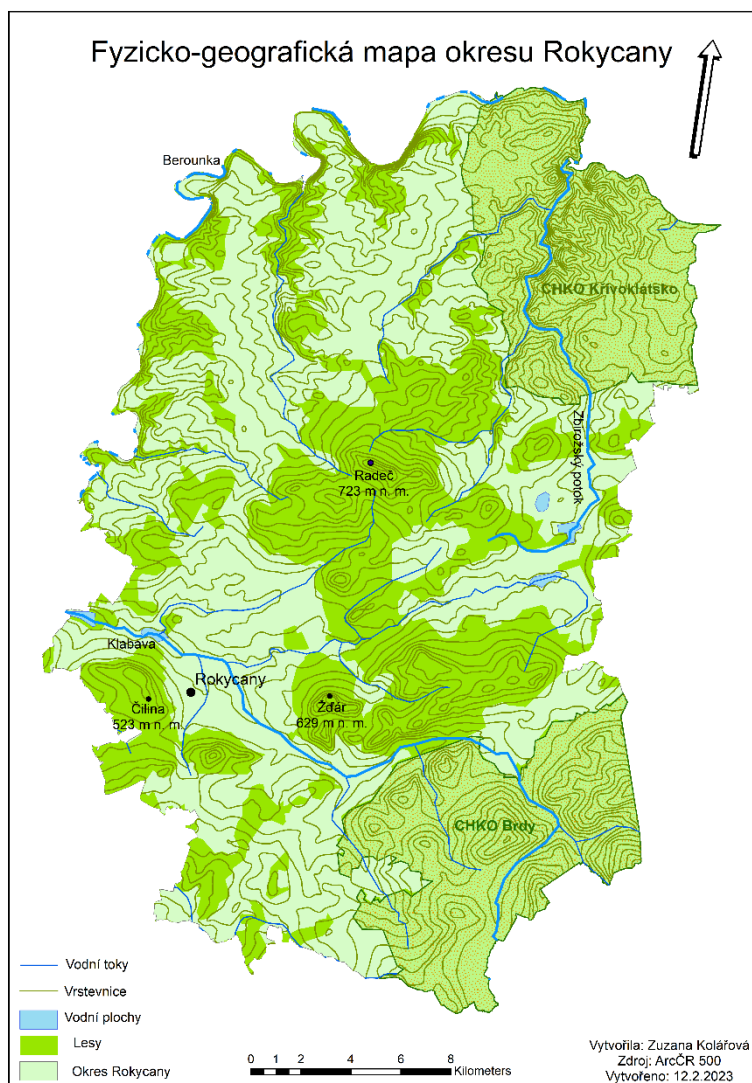 Fyzicko-geografická mapa okresu Rokycany
Berounka
CHKO Křivoklátsko
Zbirožský potok
Radeč
723 m n. m.
Klabava
Rokycany
Čilina
523 m n. m.
Žďár
629 m n. m.
CHKO Brdy
Vodní toky
Vrstevnice
Vodní plochy
Lesy
Okres Rokycany
0 1 2 4 6 8
Kilometers
Vytvořila: Zuzana Kolářová
Zdroj: ArcČR 500
Vytvořeno: 12.2.2023